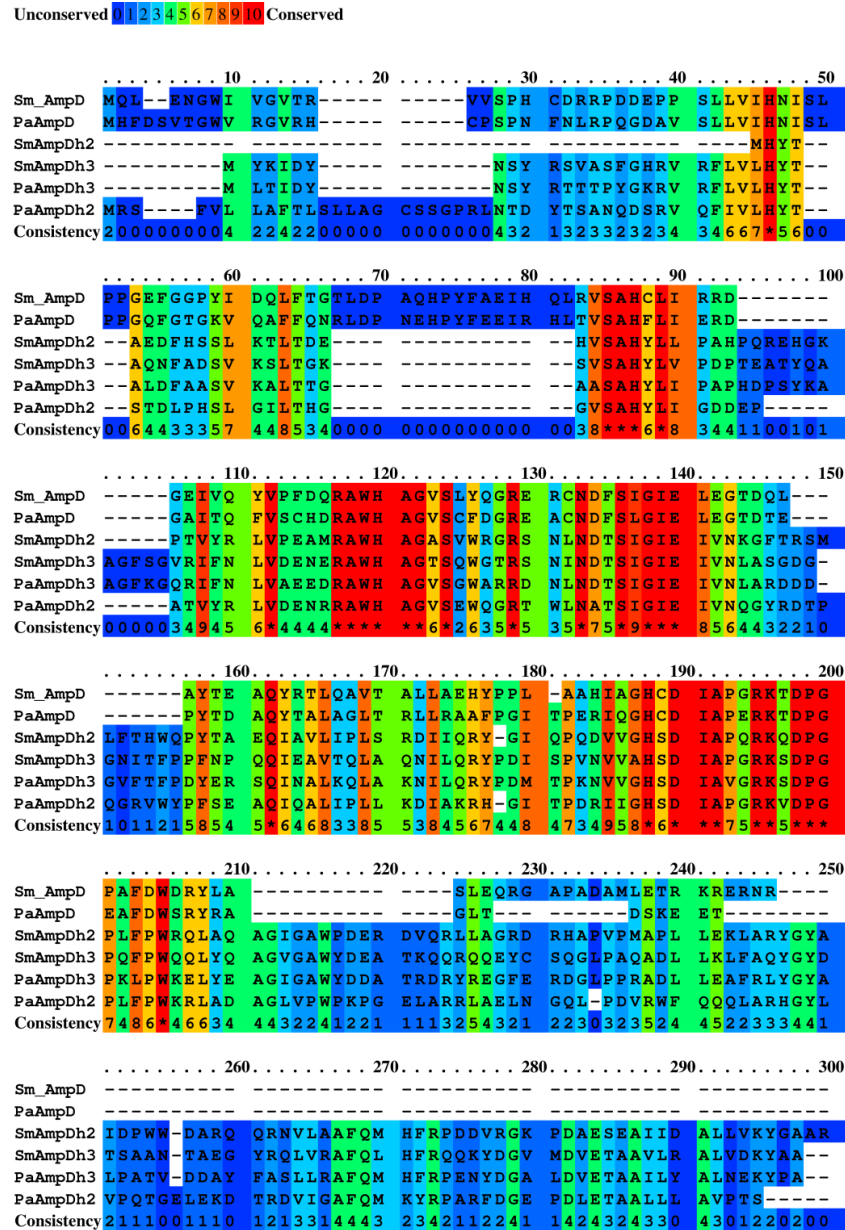 Unconserved 0 1 2 3 4 5 6 7 8 9 10 Conserved
. . . . . . . . . 10 . . . . . . . . . 20 . . . . . . . . . 30 . . . . . . . . . 40 . . . . . . . . . 50
Sm_AmpD MQL--ENGWI VGVTR----- -----VVSPH CDRRPDDEPP SLLVIHNISL
PaAmpD MHFDSVTGWV RGVRH----- -----CPSPN FNLRPQGDAV SLLVIHNISL
SmAmpDh2 ---------- ---------- ---------- ---------- ----MHYT--
SmAmpDh3 ---------M YKIDY----- -------NSY RSVASFGHRV RFLVLHYT--
PaAmpDh3 ---------M LTIDY----- -------NSY RTTTPYGKRV RFLVLHYT--
PaAmpDh2 MRS----FVL LAFTLSLLAG CSSGPRLNTD YTSANQDSRV QFIVLHYT--
Consistency 2000000004 2242200000 0000000432 1323323234 34667*5600
. . . . . . . . . 60 . . . . . . . . . 70 . . . . . . . . . 80 . . . . . . . . . 90 . . . . . . . . . 100
Sm_AmpD PPGEFGGPYI DQLFTGTLDP AQHPYFAEIH QLRVSAHCLI RRD-------
PaAmpD PPGQFGTGKV QAFFQNRLDP NEHPYFEEIR HLTVSAHFLI ERD-------
SmAmpDh2 --AEDFHSSL KTLTDE---- ---------- --HVSAHYLL PAHPQREHGK
SmAmpDh3 --AQNFADSV KSLTGK---- ---------- --SVSAHYLV PDPTEATYQA
PaAmpDh3 --ALDFAASV KALTTG---- ---------- --AASAHYLI PAPHDPSYKA
PaAmpDh2 --STDLPHSL GILTHG---- ---------- --GVSAHYLI GDDEP-----
Consistency 0064433357 4485340000 0000000000 0038***6*8 3441100101
. . . . . . . . . 110 . . . . . . . . . 120 . . . . . . . . . 130 . . . . . . . . . 140 . . . . . . . . . 150
Sm_AmpD -----GEIVQ YVPFDQRAWH AGVSLYQGRE RCNDFSIGIE LEGTDQL---
PaAmpD -----GAITQ FVSCHDRAWH AGVSCFDGRE ACNDFSLGIE LEGTDTE---
SmAmpDh2 -----PTVYR LVPEAMRAWH AGASVWRGRS NLNDTSIGIE IVNKGFTRSM
SmAmpDh3 AGFSGVRIFN LVDENERAWH AGTSQWGTRS NINDTSIGIE IVNLASGDG-
PaAmpDh3 AGFKGQRIFN LVAEEDRAWH AGVSGWARRD NLNDTSIGIE IVNLARDDD-
PaAmpDh2 -----ATVYR LVDENRRAWH AGVSEWQGRT WLNATSIGIE IVNQGYRDTP
Consistency 0000034945 6*4444**** **6*2635*5 35*75*9*** 8564432210
. . . . . . . . . 160 . . . . . . . . . 170 . . . . . . . . . 180 . . . . . . . . . 190 . . . . . . . . . 200
Sm_AmpD ------AYTE AQYRTLQAVT ALLAEHYPPL -AAHIAGHCD IAPGRKTDPG
PaAmpD ------PYTD AQYTALAGLT RLLRAAFPGI TPERIQGHCD IAPERKTDPG
SmAmpDh2 LFTHWQPYTA EQIAVLIPLS RDIIQRY-GI QPQDVVGHSD IAPQRKQDPG
SmAmpDh3 GNITFPPFNP QQIEAVTQLA QNILQRYPDI SPVNVVAHSD IAPGRKSDPG
PaAmpDh3 GVFTFPDYERS QINALKQLA KNILQRYPDMT PKNVVGHSD IAVGRKSDPG
PaAmpDh2 QGRVWYPFSE AQIQALIPLL KDIAKRH-GI TPDRIIGHSD IAPGRKVDPG
Consistency 1011215854 5*64683385 5384567448 4734958*6* **75**5***
. . . . . . . . . 210 . . . . . . . . . 220 . . . . . . . . . 230 . . . . . . . . . 240 . . . . . . . . . 250
Sm_AmpD PAFDWDRYLA ---------- ----SLEQRG APADAMLETR KRERNR----
PaAmpD EAFDWSRYRA ---------- ----GLT--- ------DSKE ET--------
SmAmpDh2 PLFPWRQLAQ AGIGAWPDER DVQRLLAGRD RHAPVPMAPL LEKLARYGYA
SmAmpDh3 PQFPWQQLYQ AGVGAWYDEA TKQQRQQEYC SQGLPAQADL LKLFAQYGYD
PaAmpDh3 PKLPWKELYE AGIGAWYDDA TRDRYREGFE RDGLPPRADL LEAFRLYGYA
PaAmpDh2 PLFPWKRLAD AGLVPWPKPG ELARRLAELN GQL-PDVRWF QQQLARHGYL
Consistency 7486*46634 4432241221 1113254321 2230323524 4522333441
. . . . . . . . . 260 . . . . . . . . . 270 . . . . . . . . . 280 . . . . . . . . . 290 . . . . . . . . . 300
Sm_AmpD ---------- ---------- ---------- ---------- ----------
PaAmpD ---------- ---------- ---------- ---------- ----------
SmAmpDh2 IDPWW-DARQ QRNVLAAFQM HFRPDDVRGK PDAESEAIID ALLVKYGAAR
SmAmpDh3 TSAAN-TAEG YRQLVRAFQL HFRQQKYDGV MDVETAAVLR ALVDKYAA--
PaAmpDh3 LPATV-DDAY FASLLRAFQM HFRPENYDGA LDVETAAILY ALNEKYPA--
PaAmpDh2 VPQTGELEKD TRDVIGAFQM KYRPARFDGE PDLETAALLL AVPTS-----
Consistency 2111001110 1213314443 2342112241 1424324330 4301220200